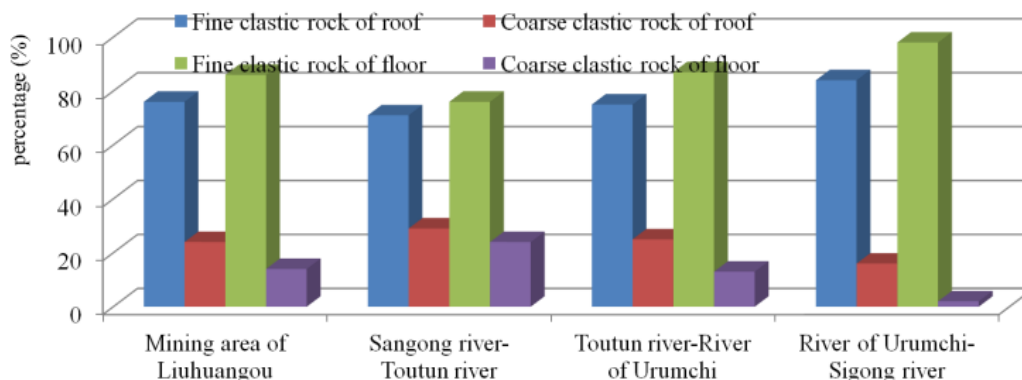 Fine clastic rock of roof
Coarse clastic rock of roof
Fine clastic rock of floor
Coarse clastic rock of floor
percentage (%)
100
80
60
40
20
0
Mining area of
Liuhuangou
Sangong river-
Toutun river
Toutun river-River
of Urumchi
River of Urumchi-
Sigong river